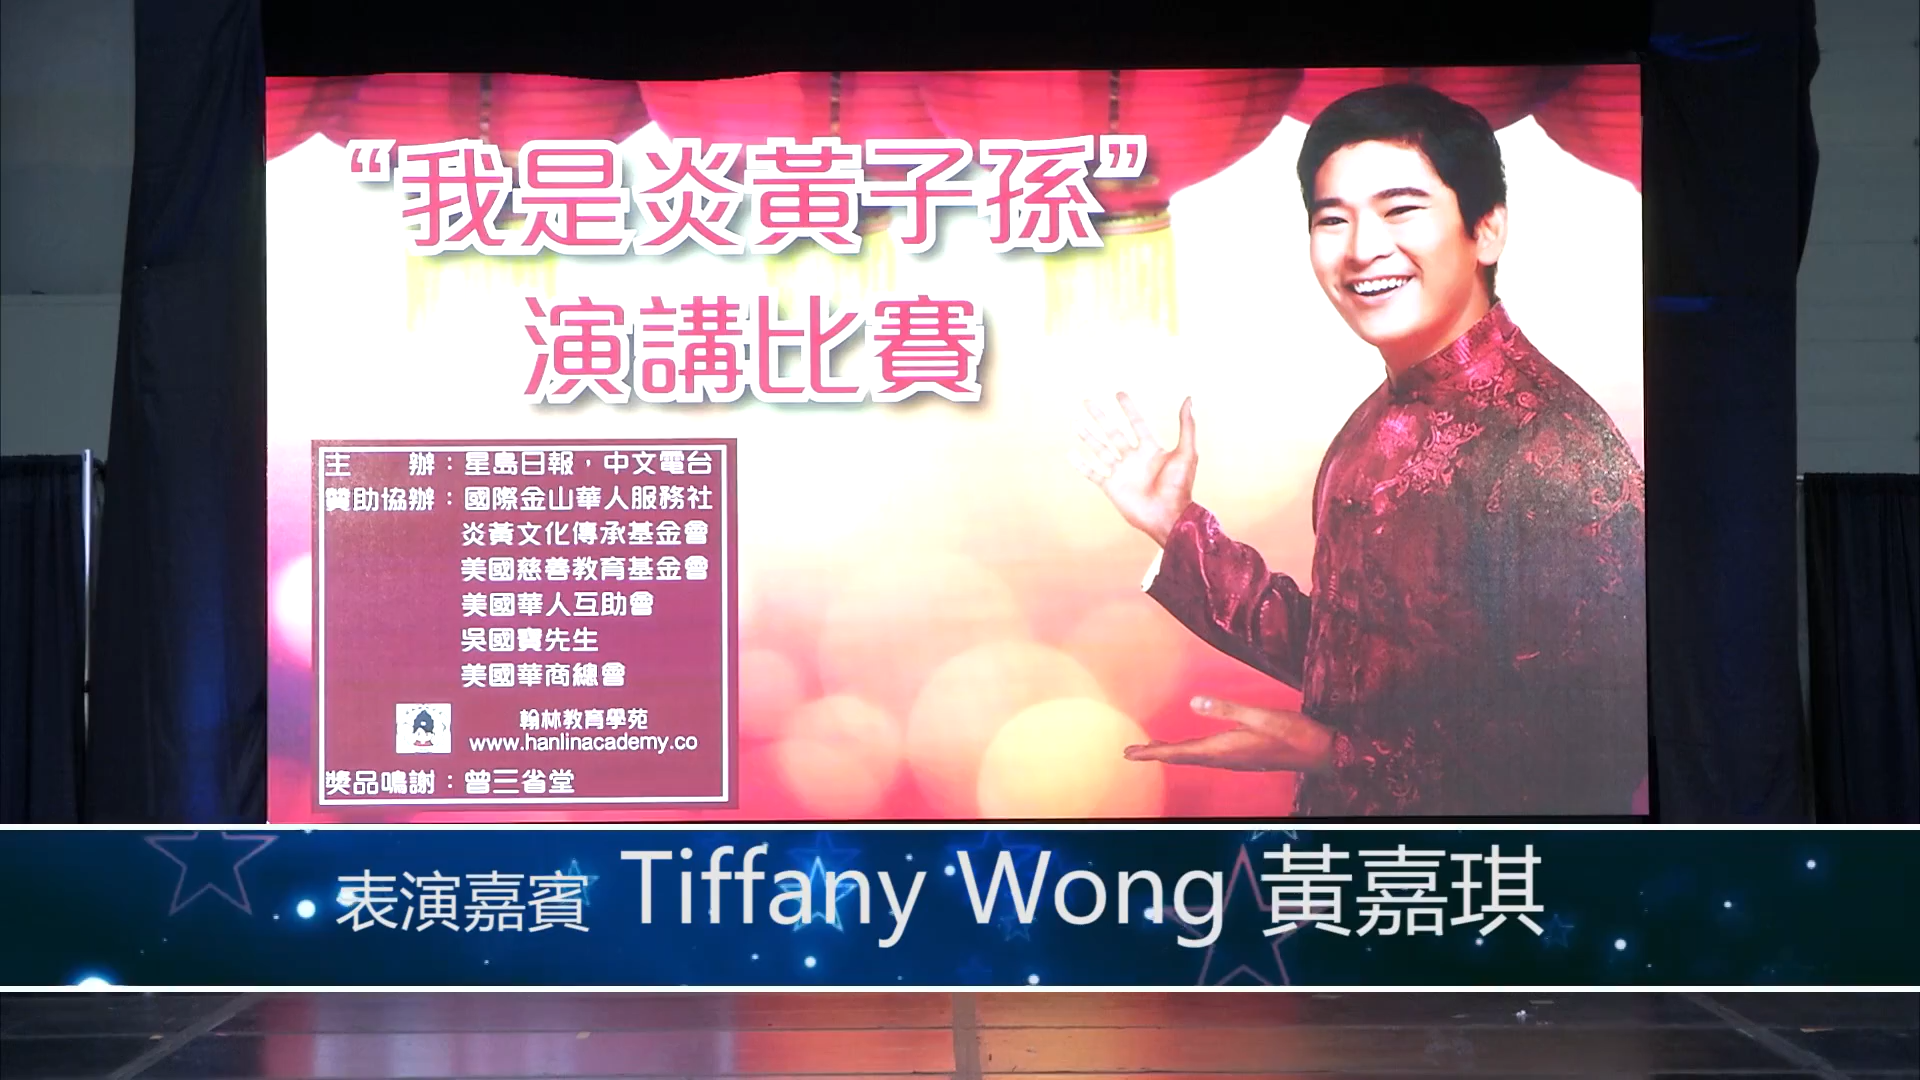 “我是炎黃子孫”
演講比賽
主 辦：星島日報，中文電台
贊助協辦：國際金山華人服務社
炎黃文化傳承基金會
美國慈善教育基金會
美國華人互助會
吳國寶先生
美國華商總會
翰林教育學苑
www.hanlinacademy.co
獎品鳴謝：曾三省堂
表演嘉賓 Tiffany Wong 黃嘉琪